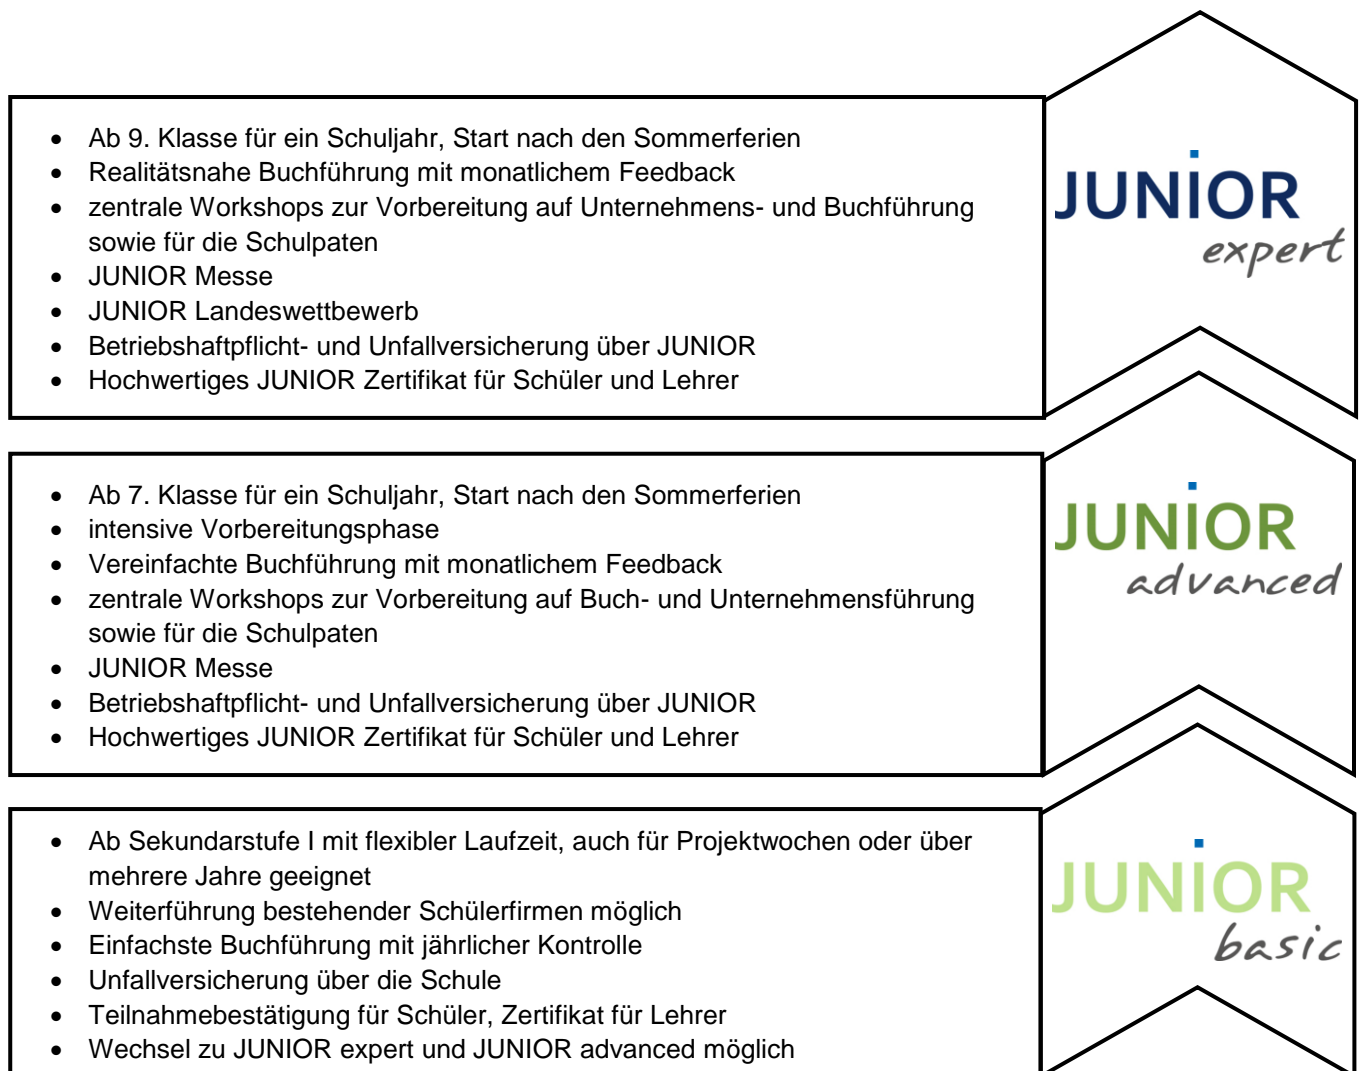 • Ab 9. Klasse für ein Schuljahr, Start nach den Sommerferien
• Realitätsnahe Buchführung mit monatlichem Feedback
• zentrale Workshops zur Vorbereitung auf Unternehmens- und Buchführung
sowie für die Schulpaten
• JUNIOR Messe
• JUNIOR Landeswettbewerb
• Betriebshaftpflicht- und Unfallversicherung über JUNIOR
• Hochwertiges JUNIOR Zertifikat für Schüler und Lehrer
JUNIOR
expert
• Ab 7. Klasse für ein Schuljahr, Start nach den Sommerferien
• intensive Vorbereitungsphase
• Vereinfachte Buchführung mit monatlichem Feedback
• zentrale Workshops zur Vorbereitung auf Buch- und Unternehmensführung
sowie für die Schulpaten
• JUNIOR Messe
• Betriebshaftpflicht- und Unfallversicherung über JUNIOR
• Hochwertiges JUNIOR Zertifikat für Schüler und Lehrer
JUNIOR
advanced
• Ab Sekundarstufe I mit flexibler Laufzeit, auch für Projektwochen oder über
mehrere Jahre geeignet
• Weiterführung bestehender Schülerfirmen möglich
• Einfachste Buchführung mit jährlicher Kontrolle
• Unfallversicherung über die Schule
• Teilnahmebestätigung für Schüler, Zertifikat für Lehrer
• Wechsel zu JUNIOR expert und JUNIOR advanced möglich
JUNIOR
basic